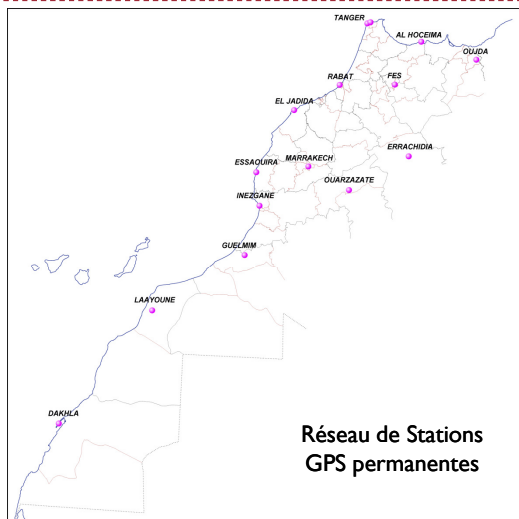 TANGER
AL HOCEIMA
OUJDA
RABAT
FES
EL JADIDA
ERRACHIDIA
ESSAOUIRA
MARRAKECH
OUARZAZATE
INEZGANE
GUELMIM
LAAYOUNE
DAKHLA
Réseau de Stations
GPS permanentes